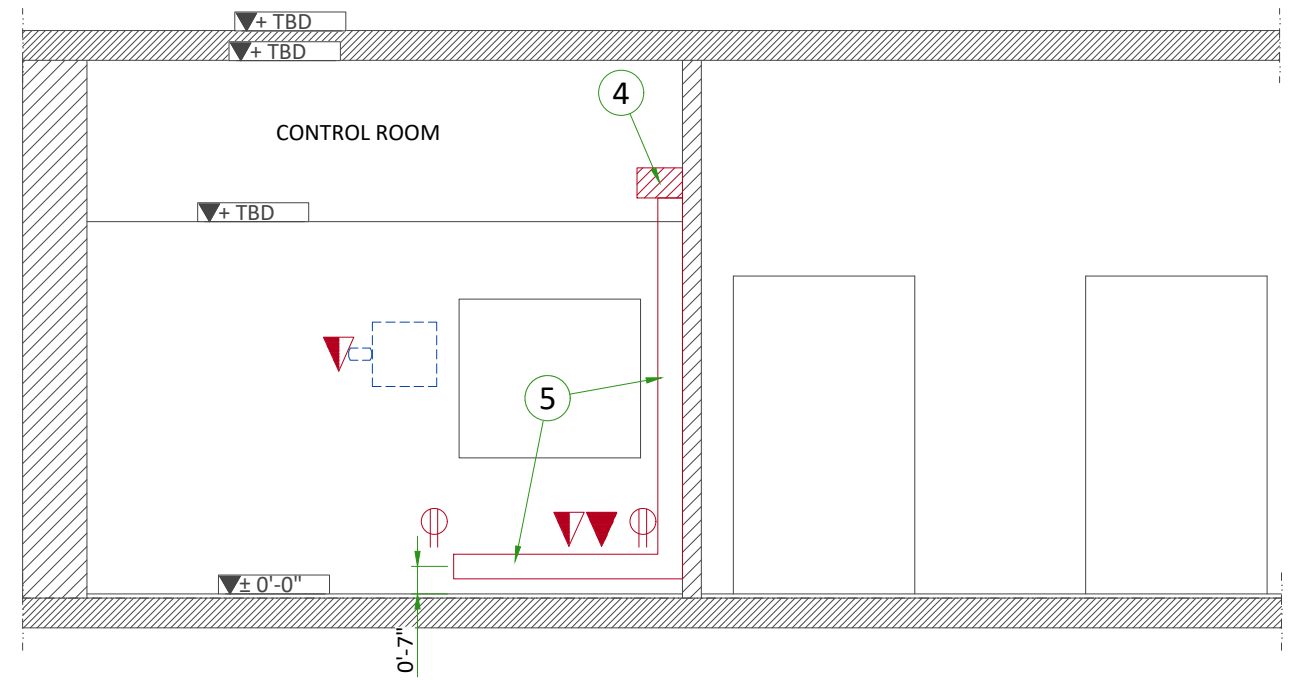 + TBD
+ TBD
4
CONTROL ROOM
+ TBD
5
± 0'-0"
0'-7"